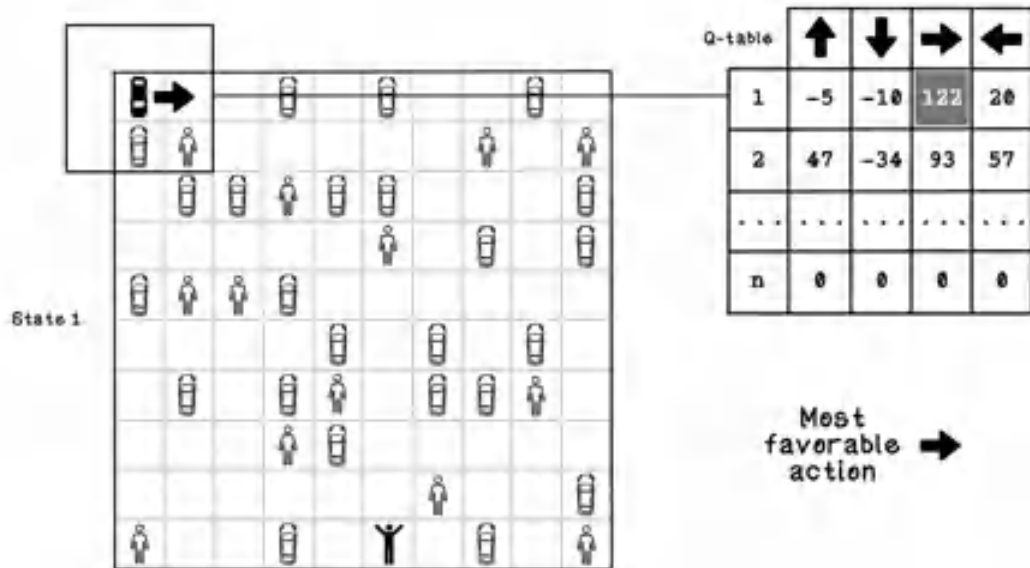 Q-table
1 -5 -10 122 20
2 47 -34 93 57
... ... ... ... ...
n 0 0 0 0
State 1
Most
favorable
action